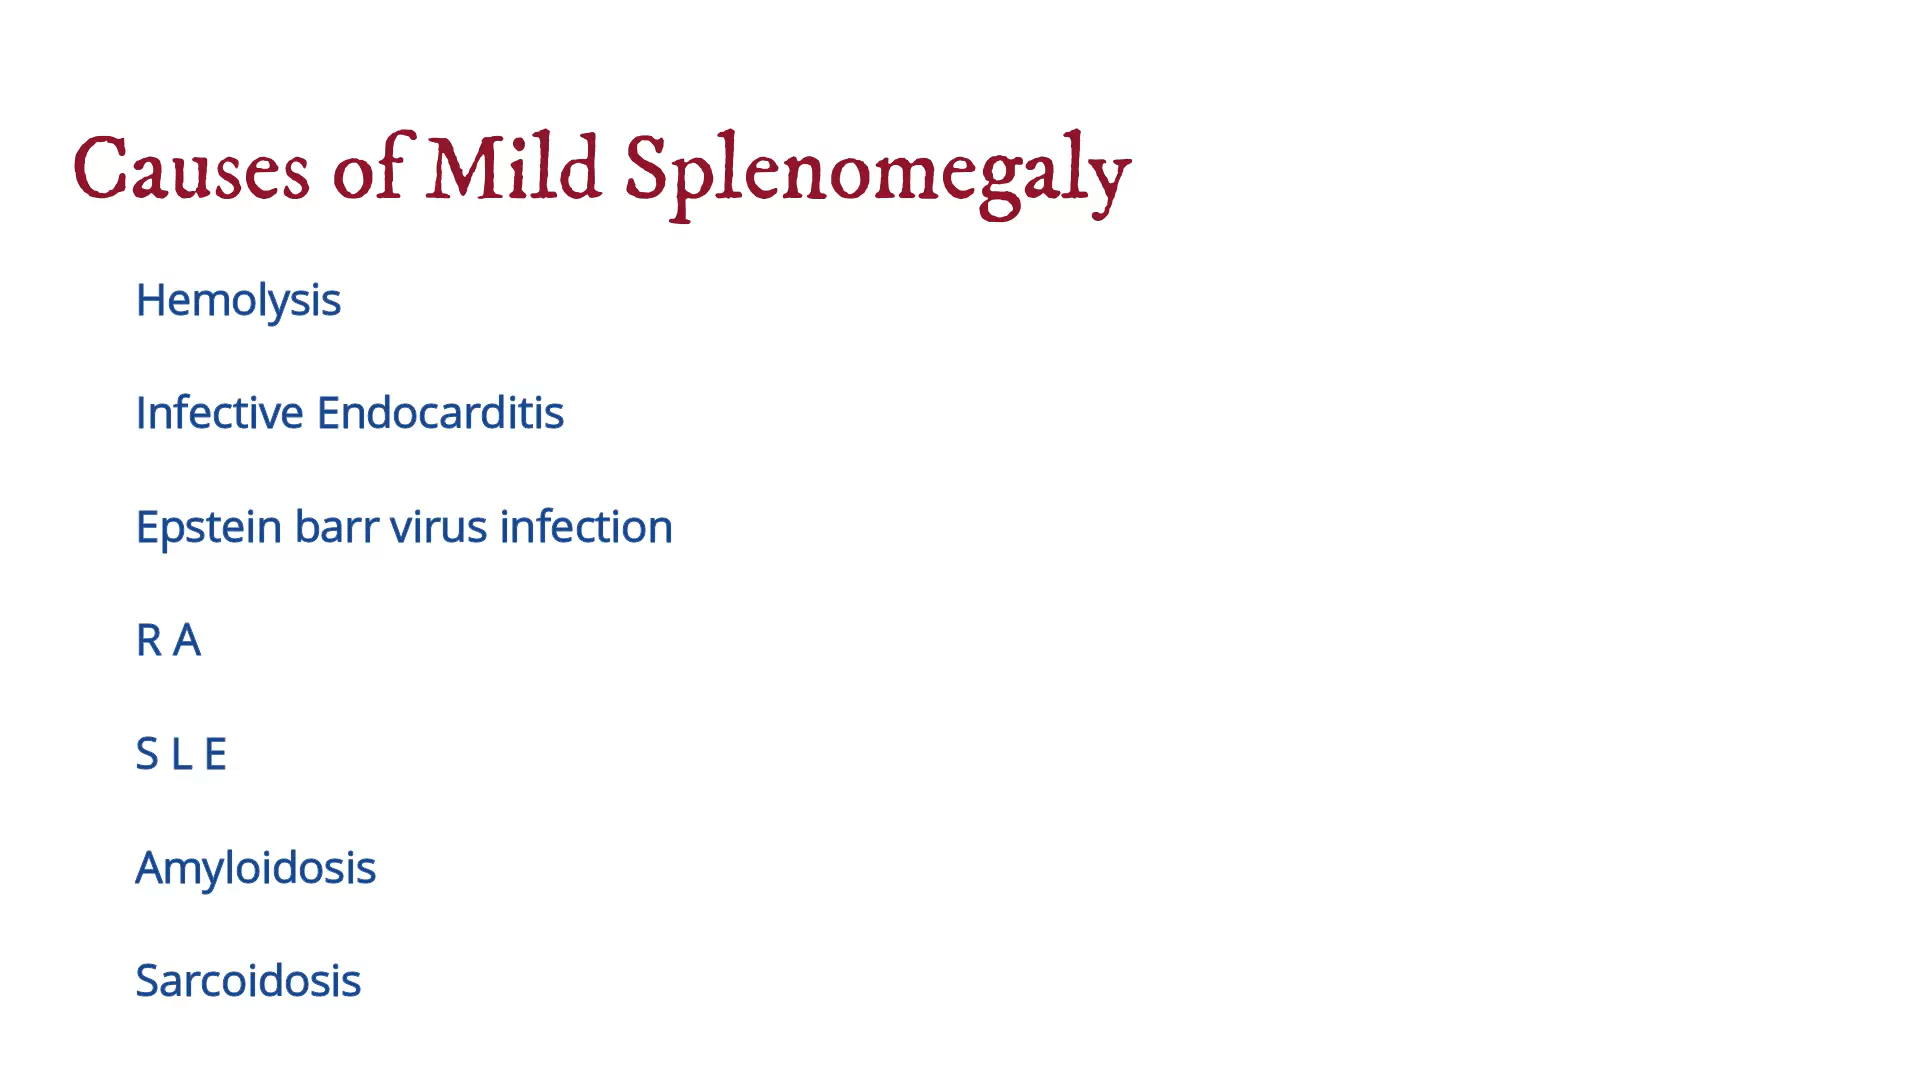 Causes of Mild Splenomegaly
Hemolysis
Infective Endocarditis
Epstein barr virus infection
R A
S L E
Amyloidosis
Sarcoidosis